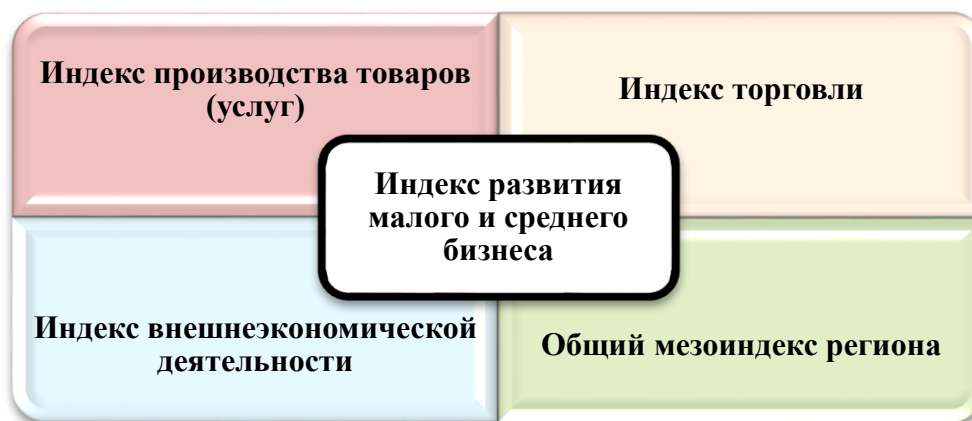 Индекс производства товаров
(услуг)
Индекс торговли
Индекс развития
малого и среднего
бизнеса
Индекс внешнеэкономической
деятельности
Общий мезоиндекс региона